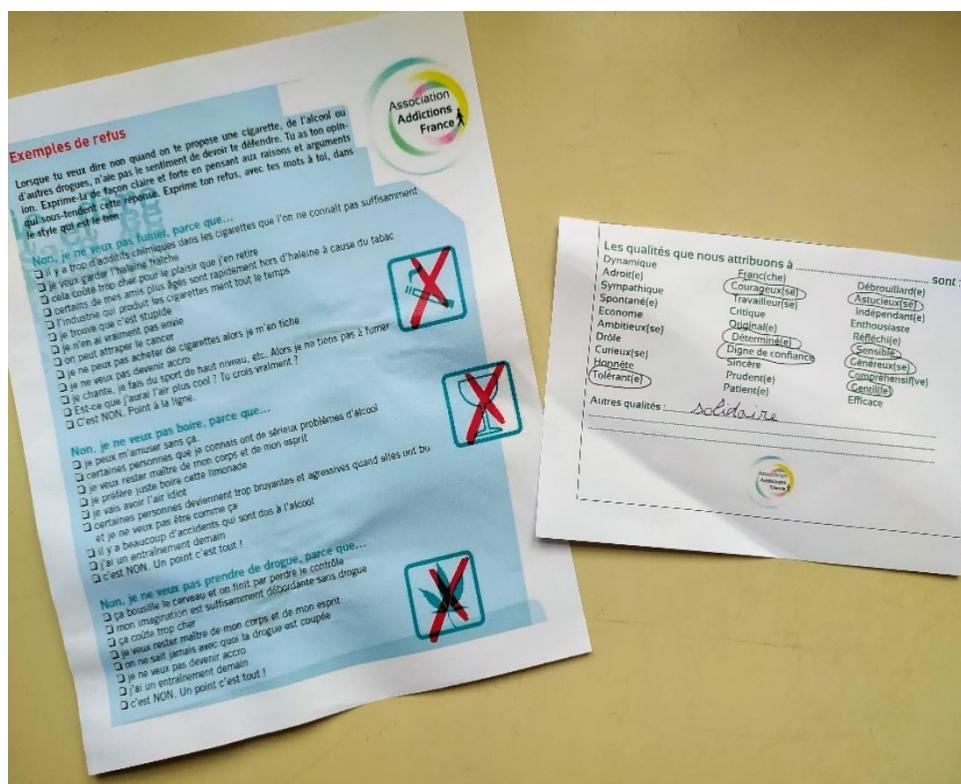 Association
Addictions
France
Exemples de refus
Lorsque tu veux dire non quand on te propose une cigarette, de l'alcool ou
d'autres drogues, n'aie pas le sentiment de devoir te défendre. Tu as ton opin-
ion. Exprime-la de façon claire et forte en pensant aux raisons et arguments
qui sous-tendent cette réponse. Exprime ton refus, avec tes mots à toi, dans
le style qui est le tien.
Non, je ne veux pas fumer, parce que...
il y a trop d'additifs chimiques dans les cigarettes que l'on ne connaît pas suffisamment
je veux garder l'haleine fraîche
cela coûte trop cher pour le plaisir que j'en retire
certains de mes amis plus âgés sont rapidement hors d'haleine à cause du tabac
l'industrie qui produit les cigarettes ment tout le temps
je trouve que c'est stupide
je n'en ai vraiment pas envie
on peut attraper le cancer
je ne peux pas acheter de cigarettes alors je m'en fiche
je ne veux pas devenir accro
je chante, je fais du sport de haut niveau, etc. Alors je ne tiens pas à fumer
Est-ce que j'aurai l'air plus cool ? Tu crois vraiment ?
C'est NON. Point à la ligne.
Non, je ne veux pas boire, parce que...
je peux m'amuser sans ça.
certaines personnes que je connais ont de sérieux problèmes d'alcool
je veux rester maître de mon corps et de mon esprit
je préfère juste boire cette limonade
je vais avoir l'air idiot
certaines personnes deviennent trop bruyantes et agressives quand elles ont bu
et je ne veux pas être comme ça
il y a beaucoup d'accidents qui sont dus à l'alcool
j'ai un entraînement demain
c'est NON. Un point c'est tout !
Non, je ne veux pas prendre de drogue, parce que...
ça bousille le cerveau et on finit par perdre le contrôle
mon imagination est suffisamment débordante sans drogue
ça coûte trop cher
je veux rester maître de mon corps et de mon esprit
on ne sait jamais avec quoi la drogue est coupée
je ne veux pas devenir accro
j'ai un entraînement demain
c'est NON. Un point c'est tout !
Les qualités que nous attribuons à .................... sont :
Dynamique
Adroit(e)
Sympathique
Spontané(e)
Econome
Ambitieux(se)
Drôle
Curieux(se)
Honnête
Tolérant(e)
Franc(che)
Courageux(se)
Travailleur(se)
Critique
Original(e)
Déterminé(e)
Digne de confiance
Sincère
Prudent(e)
Patient(e)
Débrouillard(e)
Astucieux(se)
Indépendant(e)
Enthousiaste
Réfléchi(e)
Sensible
Généreux(se)
Compréhensif(ve)
Gentil(le)
Efficace
Autres qualités : solidaire
Association
Addictions
France